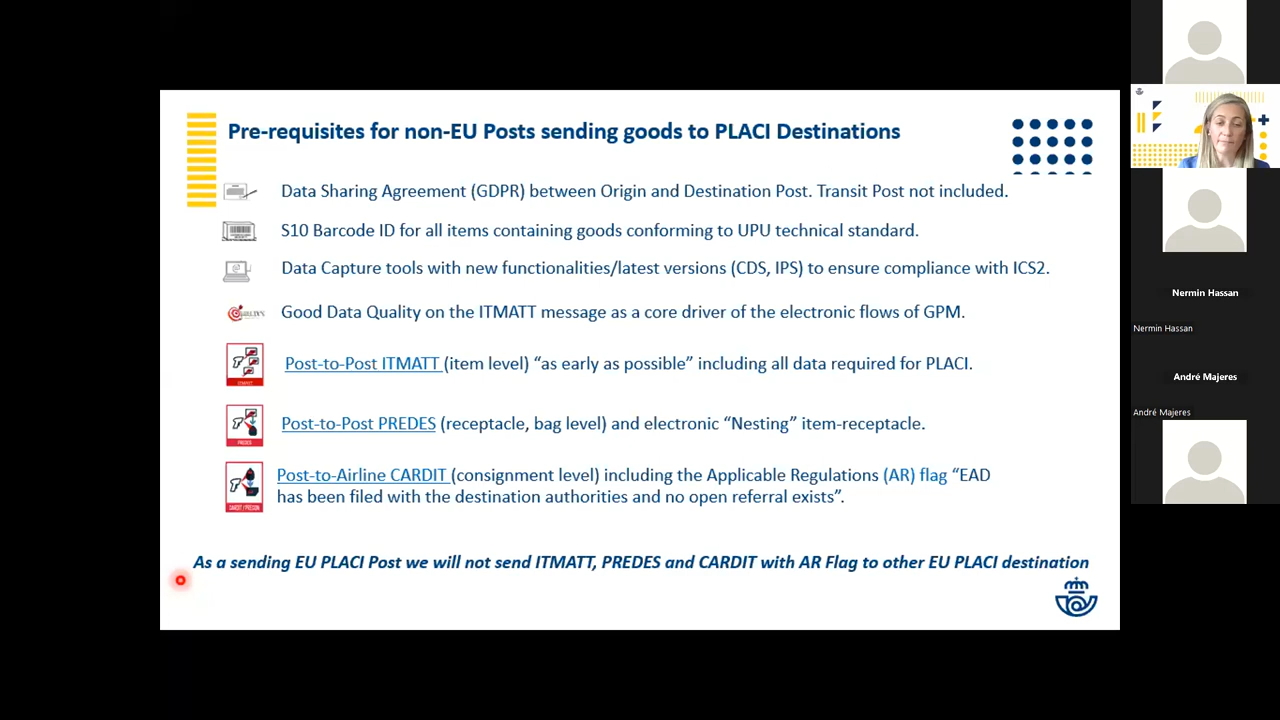 Pre-requisites for non-EU Posts sending goods to PLACI Destinations
Data Sharing Agreement (GDPR) between Origin and Destination Post. Transit Post not included.
S10 Barcode ID for all items containing goods conforming to UPU technical standard.
Data Capture tools with new functionalities/latest versions (CDS, IPS) to ensure compliance with ICS2.
Good Data Quality on the ITMATT message as a core driver of the electronic flows of GPM.
Post-to-Post ITMATT (item level) “as early as possible” including all data required for PLACI.
Post-to-Post PREDES (receptacle, bag level) and electronic “Nesting” item-receptacle.
PREDES
Post-to-Airline CARDIT (consignment level) including the Applicable Regulations (AR) flag “EAD
has been filed with the destination authorities and no open referral exists”.
CARDIT / PRECON
As a sending EU PLACI Post we will not send ITMATT, PREDES and CARDIT with AR Flag to other EU PLACI destination
Nermin Hassan
Nermin Hassan
André Majeres
André Majeres